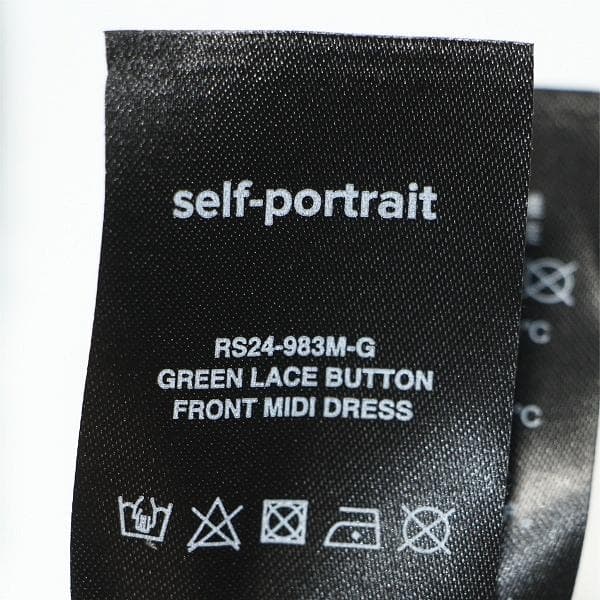 self-portrait
RS24-983M-G
GREEN LACE BUTTON
FRONT MIDI DRESS
°C
°C